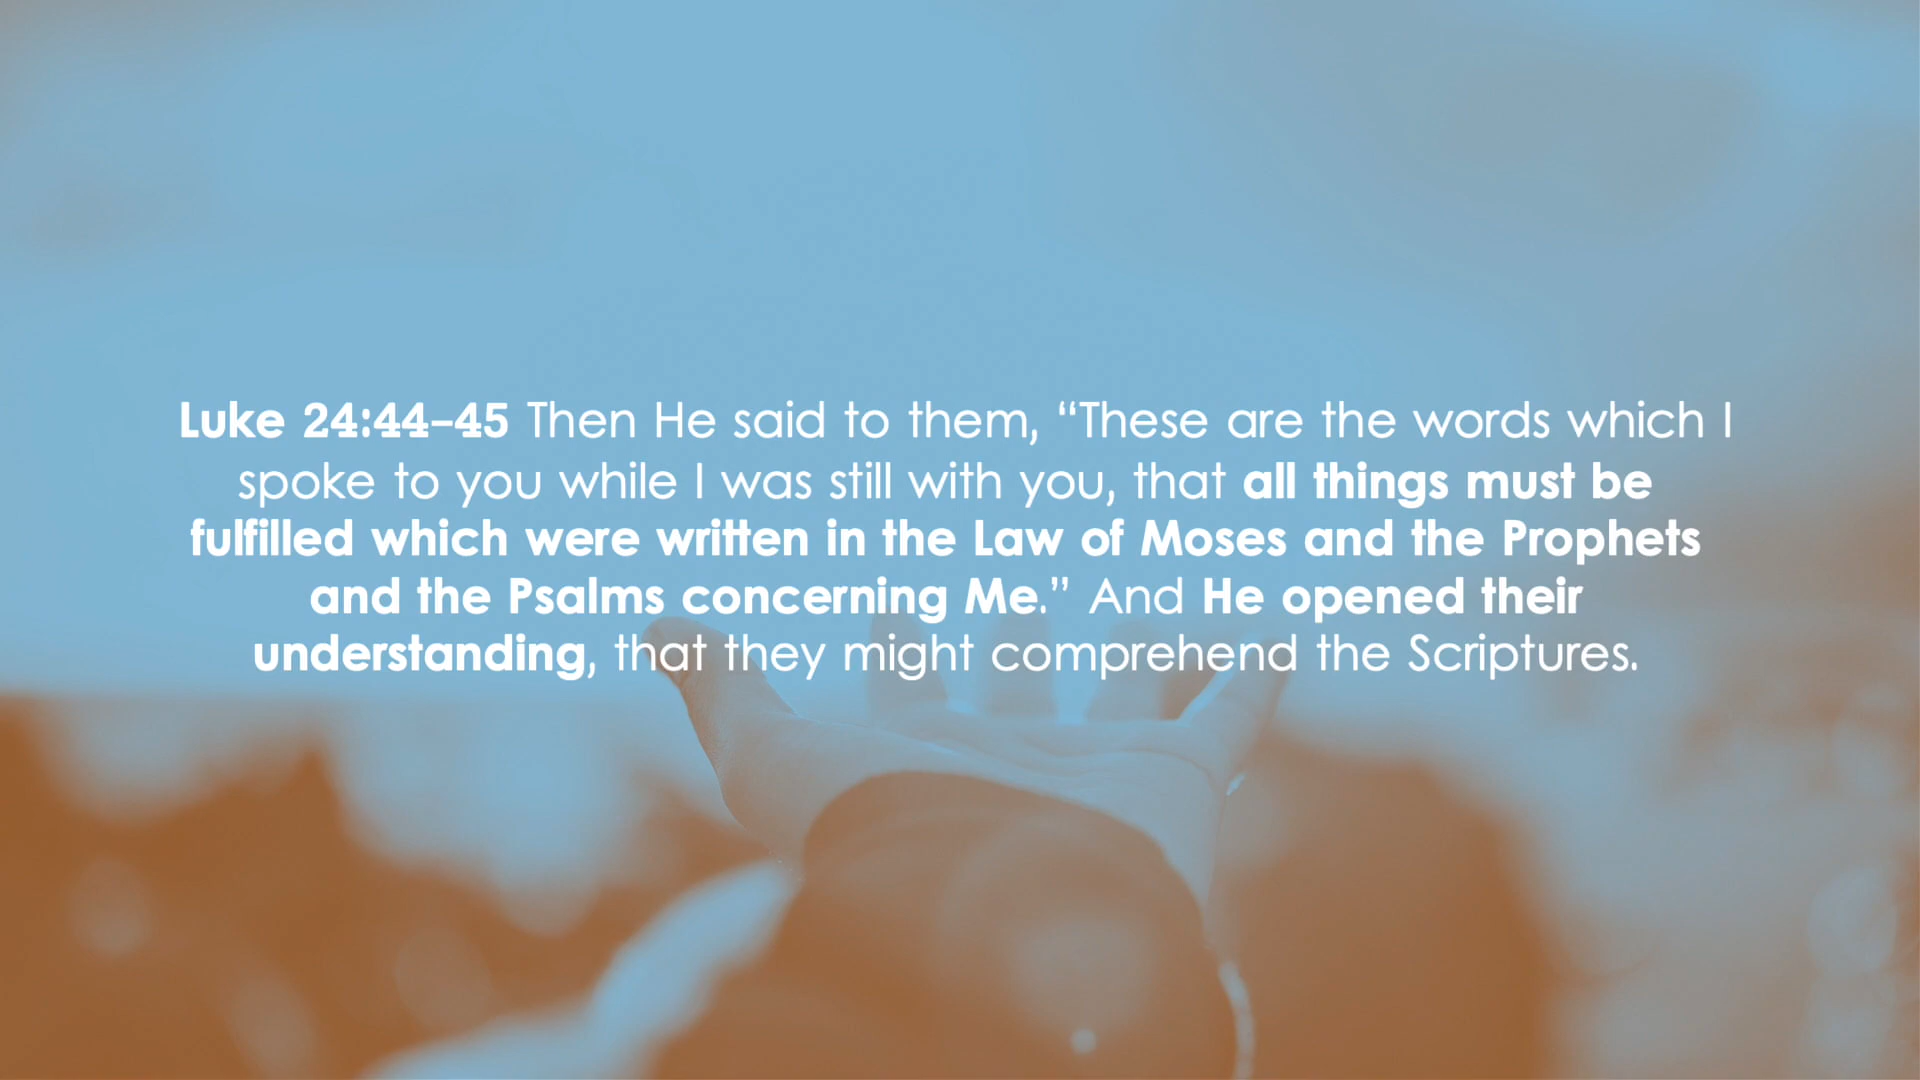 Luke 24:44–45 Then He said to them, “These are the words which I
spoke to you while I was still with you, that all things must be
fulfilled which were written in the Law of Moses and the Prophets
and the Psalms concerning Me.” And He opened their
understanding, that they might comprehend the Scriptures.